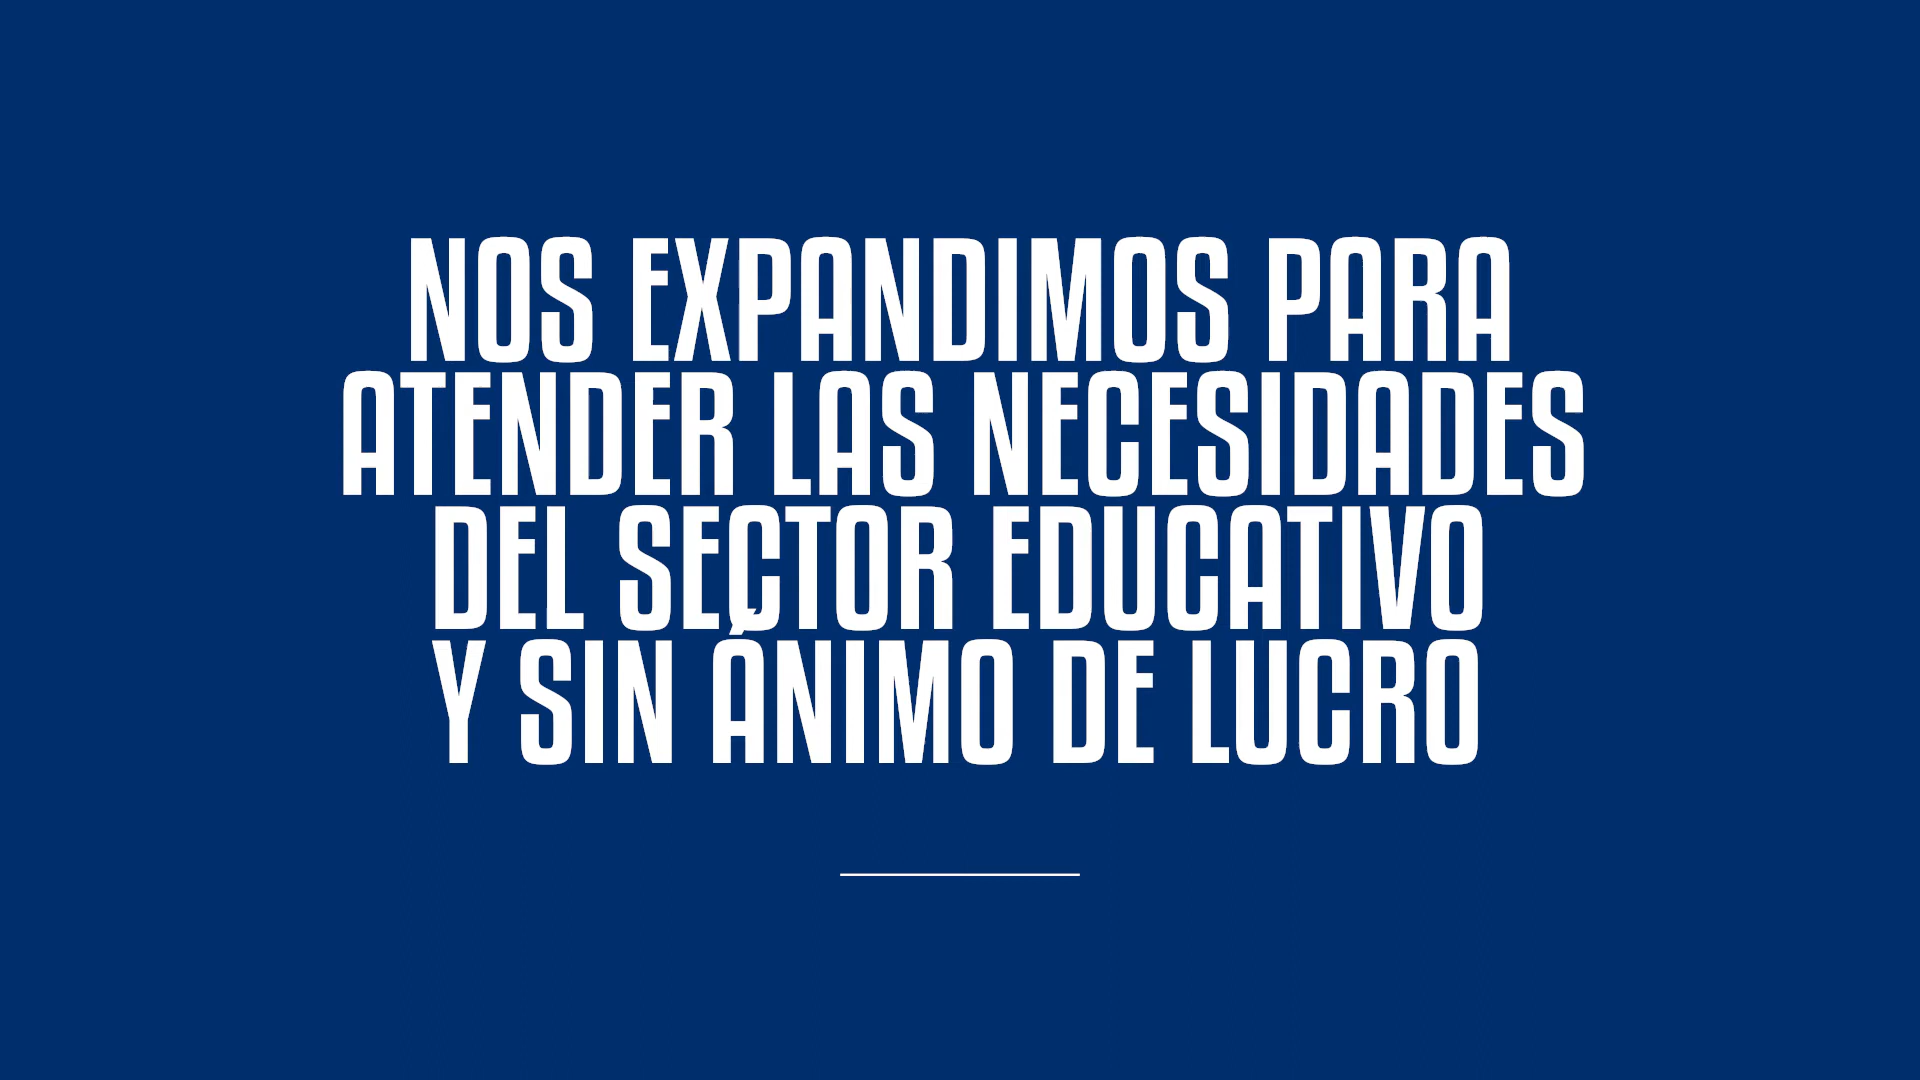 NOS EXPANDIMOS PARA
ATENDER LAS NECESIDADES
DEL SECTOR EDUCATIVO
Y SIN ÁNIMO DE LUCRO